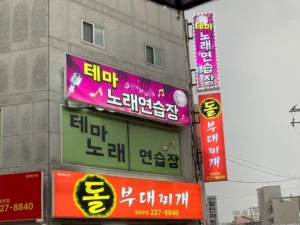 테마
노래연습장
테마
노래 연습장
돌 부대찌개
227-8840
227-8840
테마
노래연습장
돌
부대찌개